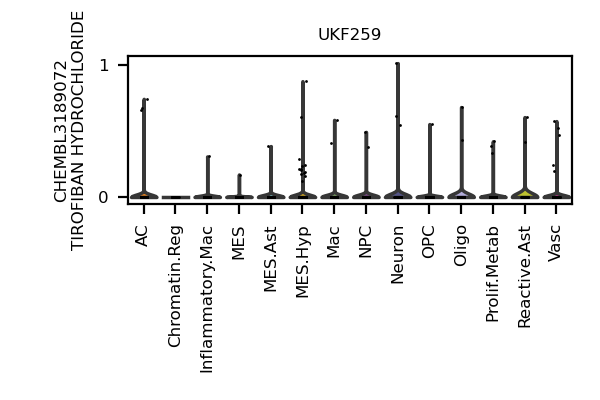 UKF259
CHEMBL3189072
TIROFIBAN HYDROCHLORIDE
1
0
AC
Chromatin.Reg
Inflammatory.Mac
MES
MES.Ast
MES.Hyp
Mac
NPC
Neuron
OPC
Oligo
Prolif.Metab
Reactive.Ast
Vasc